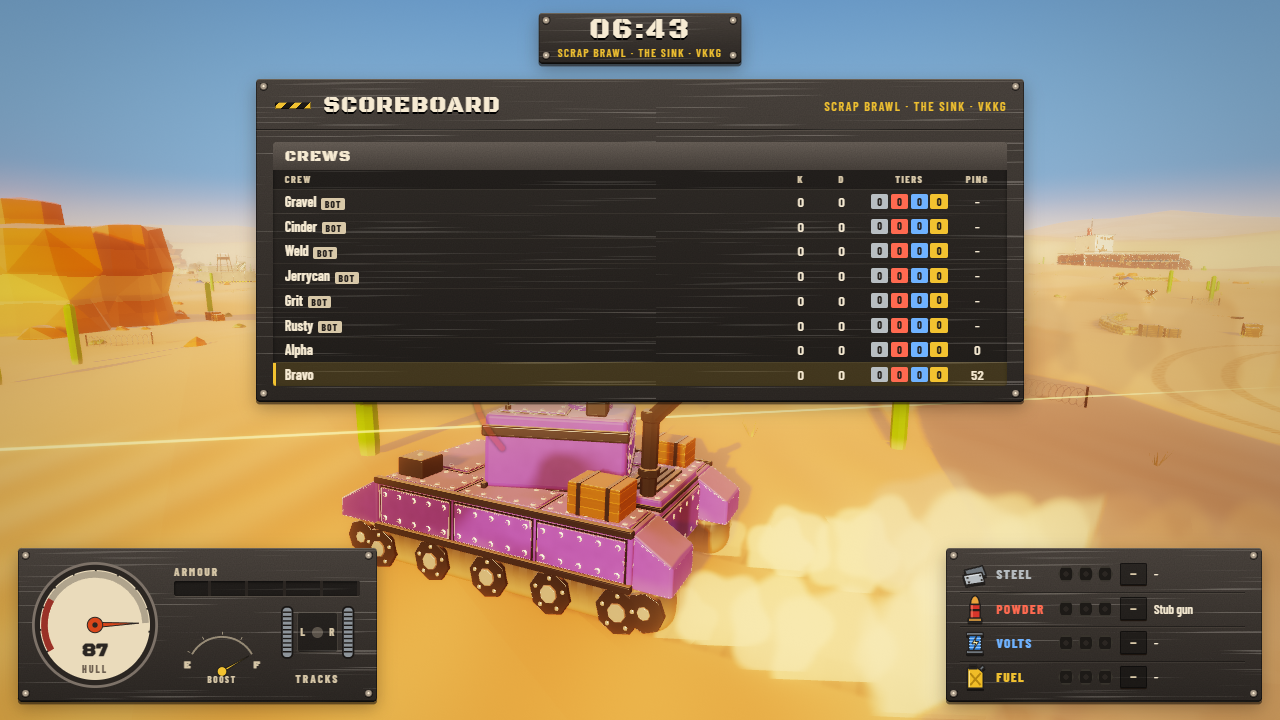 06:43
SCRAP BRAWL · THE SINK · VKKG
SCOREBOARD
SCRAP BRAWL · THE SINK · VKKG
CREWS
CREW K D TIERS PING
Gravel BOT 0 0 0 0 0 0 -
Cinder BOT 0 0 0 0 0 0 -
Weld BOT 0 0 0 0 0 0 -
Jerrycan BOT 0 0 0 0 0 0 -
Grit BOT 0 0 0 0 0 0 -
Rusty BOT 0 0 0 0 0 0 -
Alpha 0 0 0 0 0 0 0
Bravo 0 0 0 0 0 0 52
87
HULL
ARMOUR
E F
BOOST
L R
TRACKS
STEEL - -
POWDER - Stub gun
VOLTS - -
FUEL - -